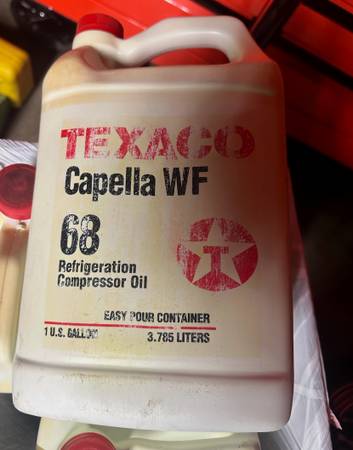 TEXACO
Capella WF
68
Refrigeration
Compressor Oil
T
EASY POUR CONTAINER
1 U.S. GALLON 3.785 LITERS